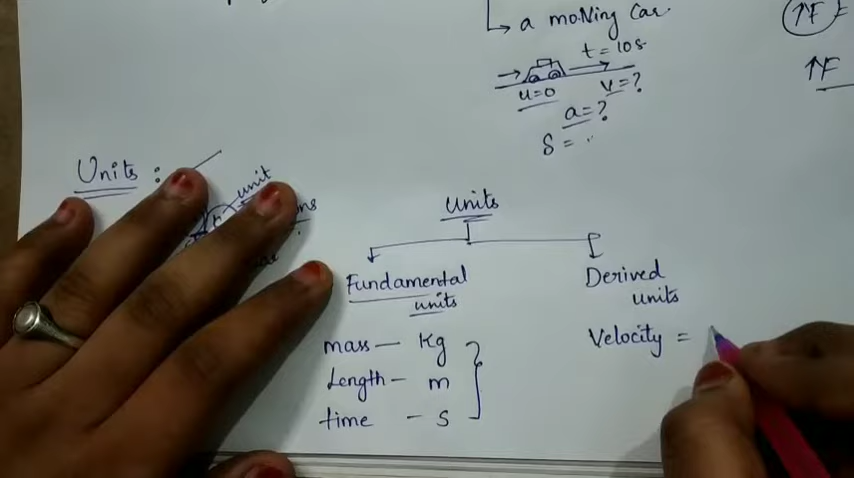 ↳ a moving car.
t = 10s
u=0 v=?
a=?
S =
↑F =
↑F
Units :
unit
Units
Fundamental units
Derived units
mass — Kg
Length — m
time - s
Velocity =